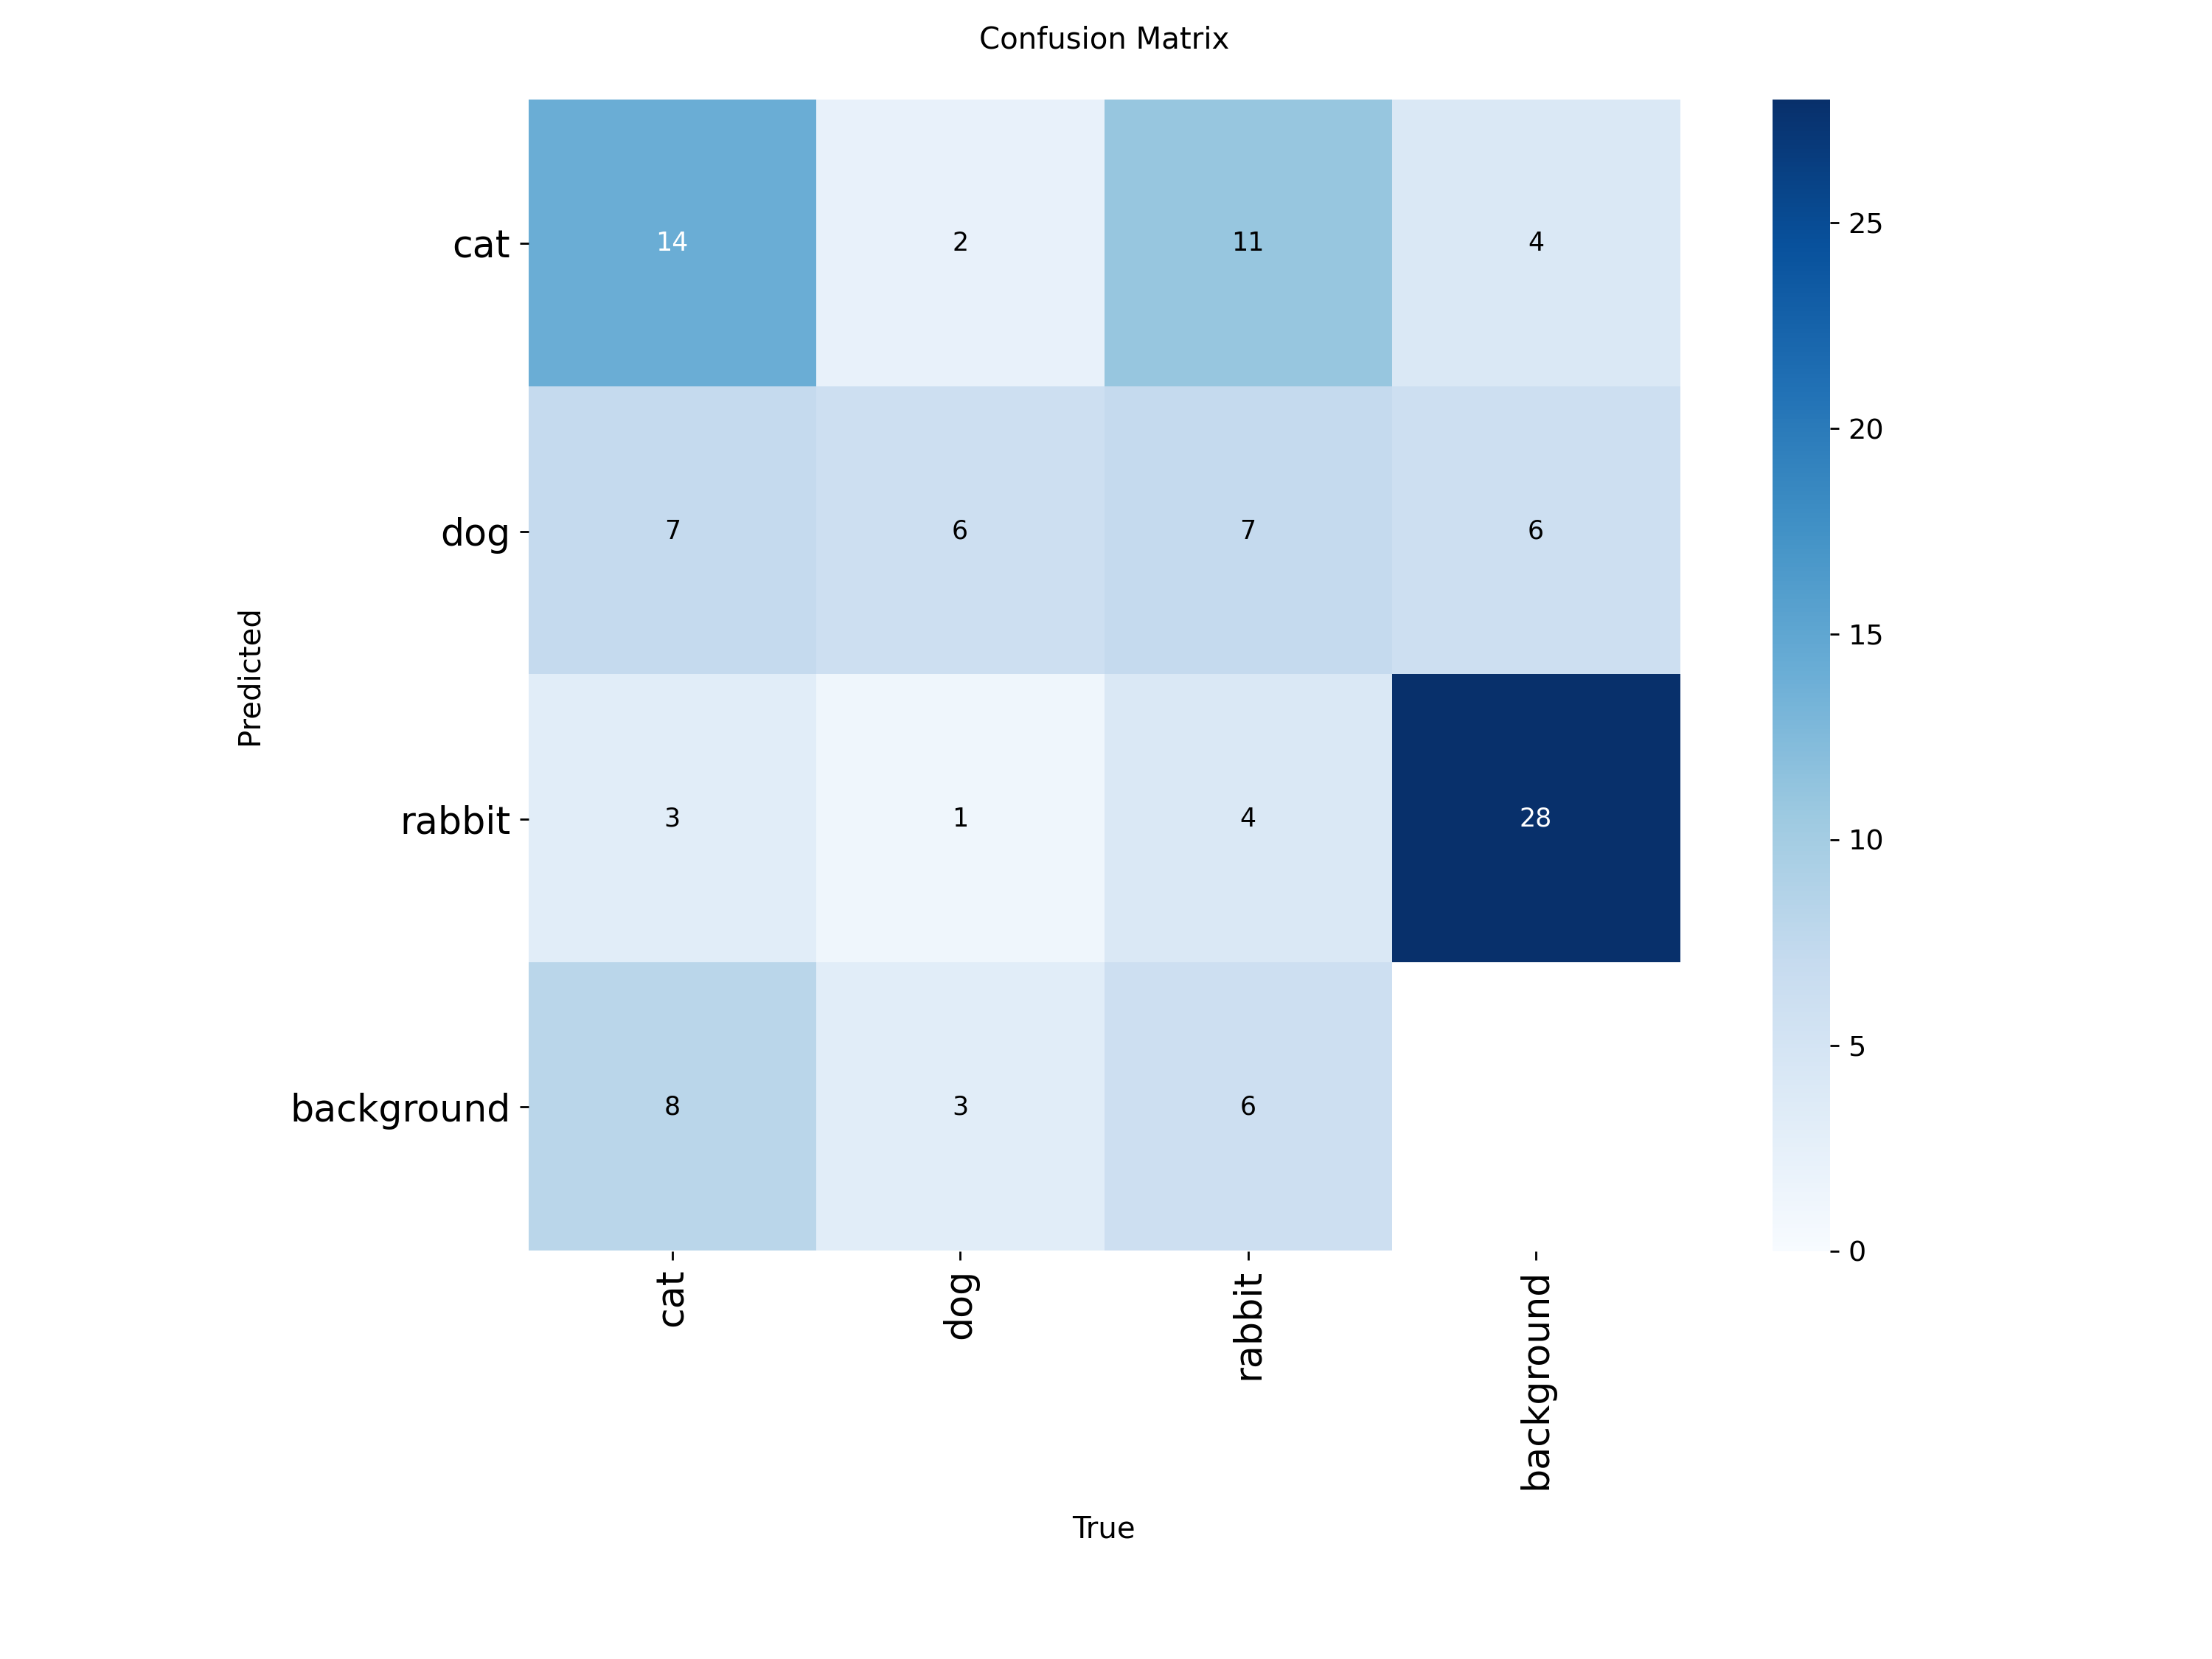 Confusion Matrix
cat 14 2 11 4
dog 7 6 7 6
rabbit 3 1 4 28
background 8 3 6
cat dog rabbit background
True
Predicted
25
20
15
10
5
0